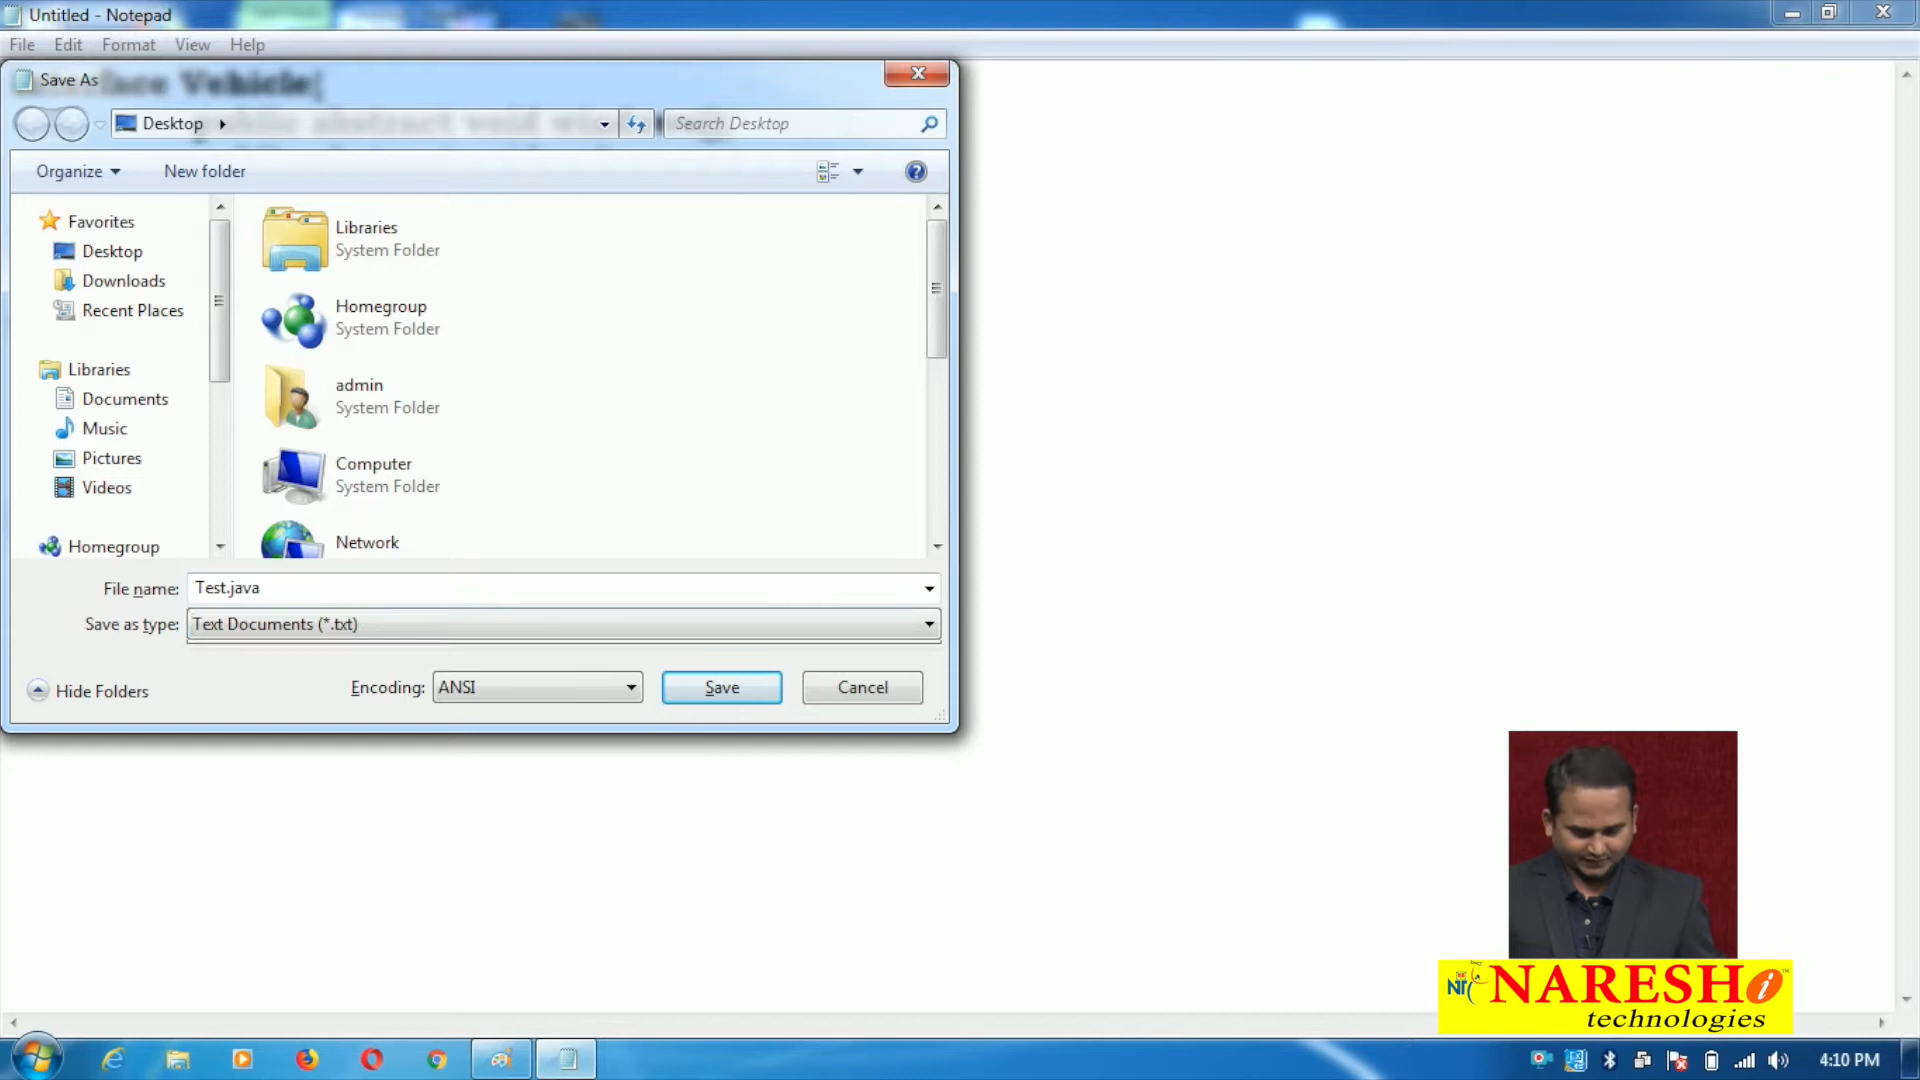 Untitled - Notepad
File Edit Format View Help
Save As
face Vehicle{
Desktop
Search Desktop
Organize New folder
Favorites
Desktop
Downloads
Recent Places
Libraries
Documents
Music
Pictures
Videos
Homegroup
Libraries
System Folder
Homegroup
System Folder
admin
System Folder
Computer
System Folder
Network
File name: Test.java
Save as type: Text Documents (*.txt)
Hide Folders
Encoding: ANSI
Save
Cancel
NARESH i
technologies
4:10 PM